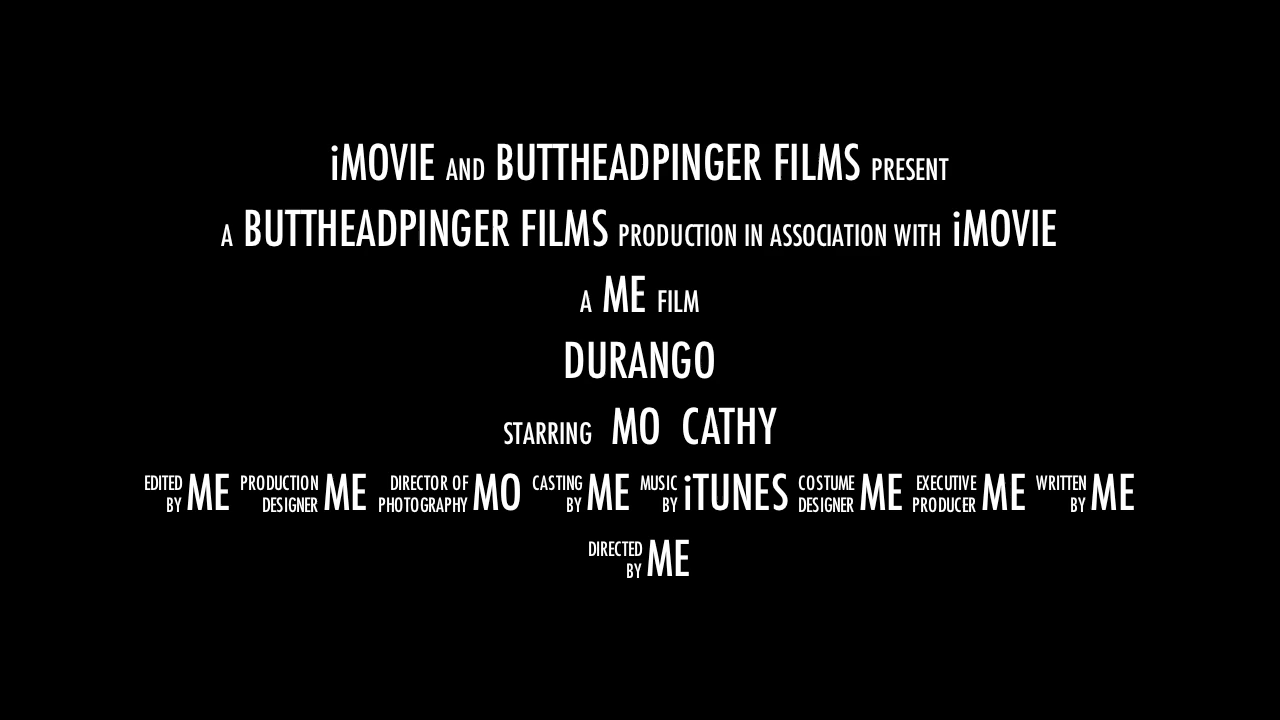 iMOVIE AND BUTTHEADPINGER FILMS PRESENT
A BUTTHEADPINGER FILMS PRODUCTION IN ASSOCIATION WITH iMOVIE
A ME FILM
DURANGO
STARRING MO CATHY
EDITED BY ME PRODUCTION DESIGNER ME DIRECTOR OF PHOTOGRAPHY MO CASTING BY ME MUSIC BY iTUNES COSTUME DESIGNER ME EXECUTIVE PRODUCER ME WRITTEN BY ME
DIRECTED BY ME